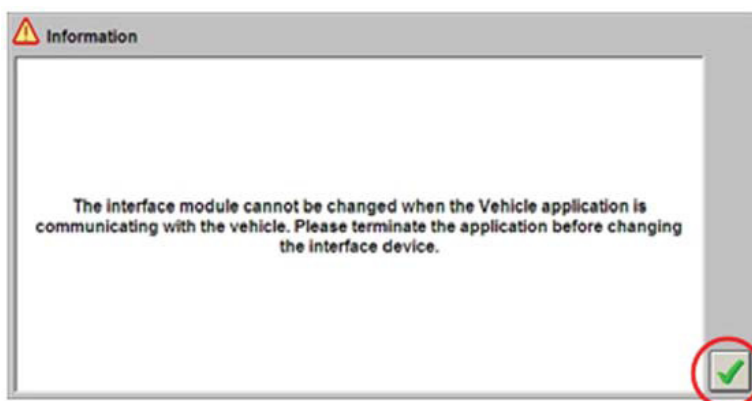 Information
The interface module cannot be changed when the Vehicle application is
communicating with the vehicle. Please terminate the application before changing
the interface device.